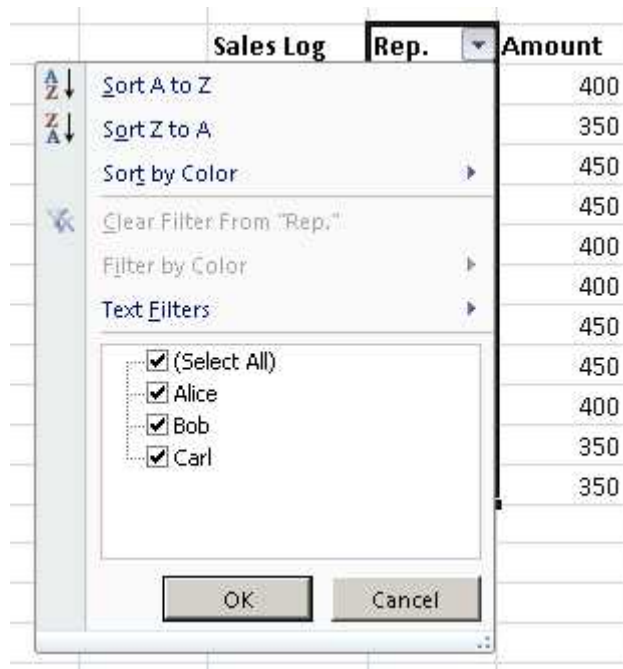 Sales Log Rep. Amount
Sort A to Z 400
Sort Z to A 350
Sort by Color 450
Clear Filter From "Rep." 450
Filter by Color 400
400
Text Filters 450
(Select All) 450
Alice 400
Bob
Carl 350
350
OK Cancel